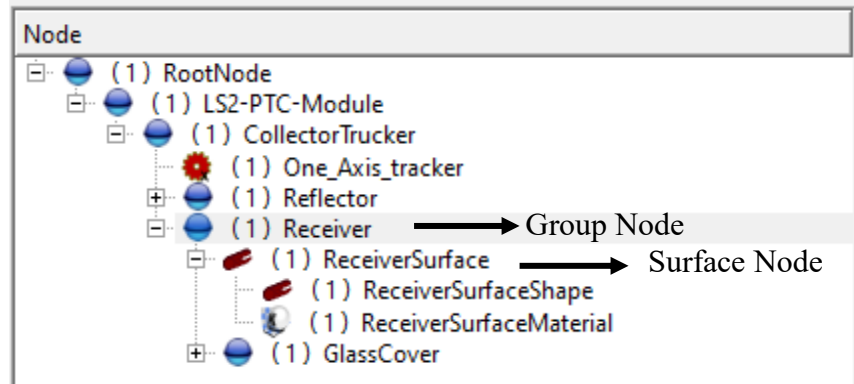 Node
(1) RootNode
(1) LS2-PTC-Module
(1) CollectorTrucker
(1) One_Axis_tracker
(1) Reflector
(1) Receiver Group Node
(1) ReceiverSurface Surface Node
(1) ReceiverSurfaceShape
(1) ReceiverSurfaceMaterial
(1) GlassCover